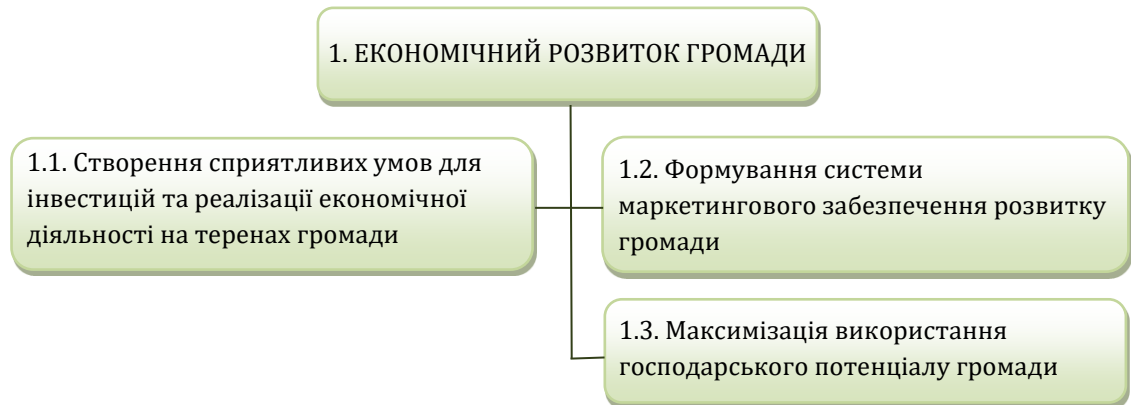 1. ЕКОНОМІЧНИЙ РОЗВИТОК ГРОМАДИ
1.1. Створення сприятливих умов для
інвестицій та реалізації економічної
діяльності на теренах громади
1.2. Формування системи
маркетингового забезпечення розвитку
громади
1.3. Максимізація використання
господарського потенціалу громади